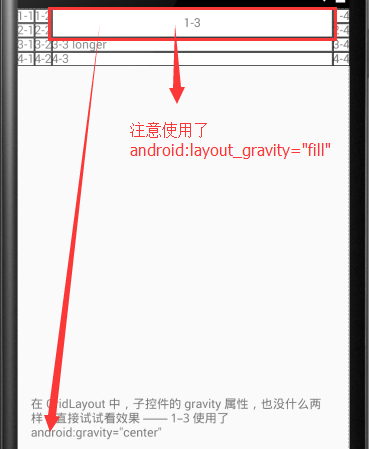 1-1 1-2 1-3 1-4
2-1 2-2 2-4
3-1 3-2 3-3 longer 3-4
4-1 4-2 4-3 4-4
注意使用了
android:layout_gravity="fill"
在 GridLayout 中，子控件的 gravity 属性，也没什么两
样 直接试试看效果 —— 1–3 使用了
android:gravity="center"